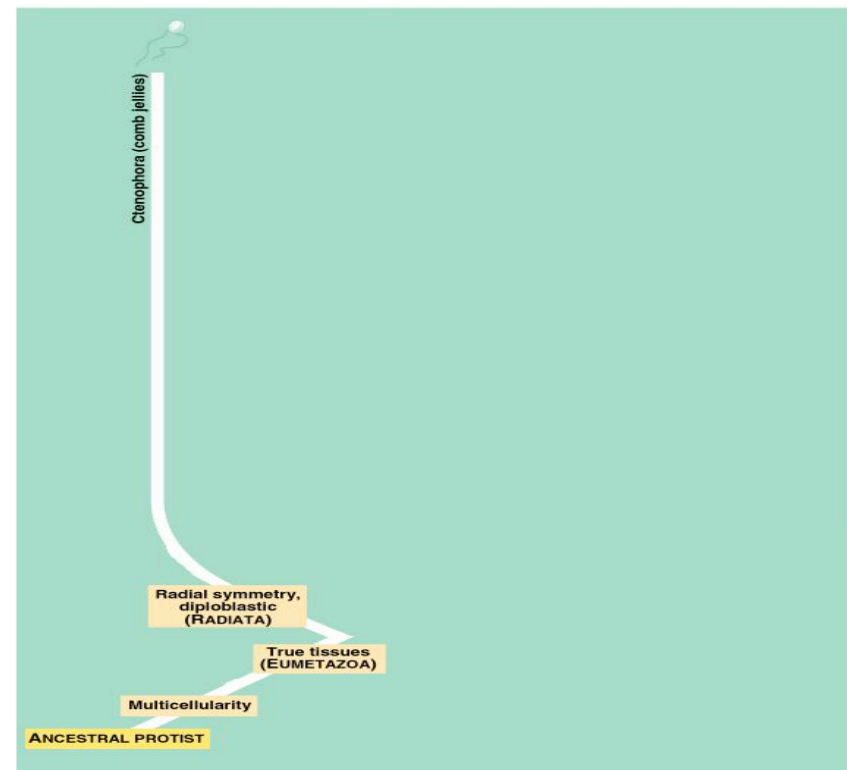 Ctenophora (comb jellies)
Radial symmetry,
diploblastic
(RADIATA)
True tissues
(EUMETAZOA)
Multicellularity
ANCESTRAL PROTIST